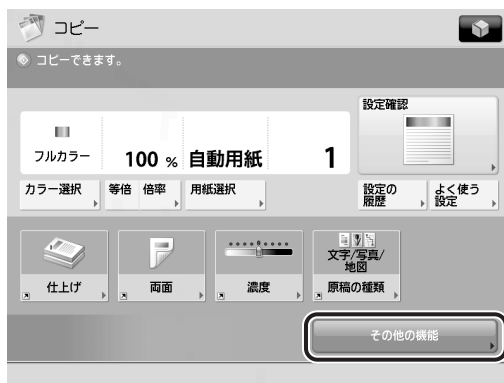 コピー
コピーできます。
設定確認
フルカラー
100 %
自動用紙
1
カラー選択
等倍
倍率
用紙選択
設定の
履歴
よく使う
設定
仕上げ
両面
濃度
文字/写真/
地図
原稿の種類
その他の機能